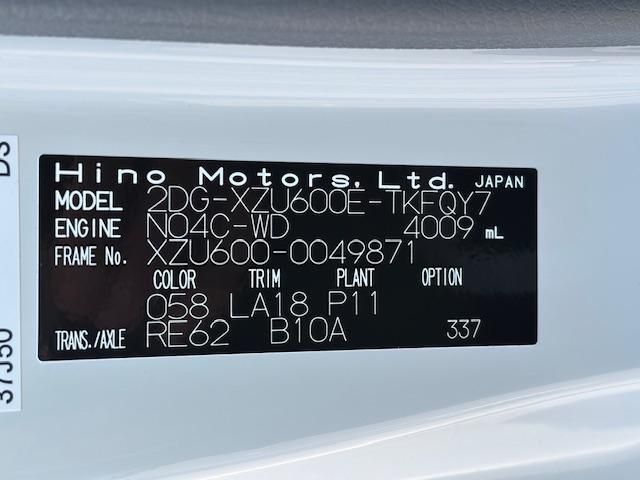 Hino Motors, Ltd. JAPAN
MODEL 2DG-XZU600E-TKFQY7
ENGINE N04C-WD 4009 mL
FRAME No. XZU600-0049871
COLOR TRIM PLANT OPTION
058 LA18 P11
TRANS./AXLE RE62 B10A 337